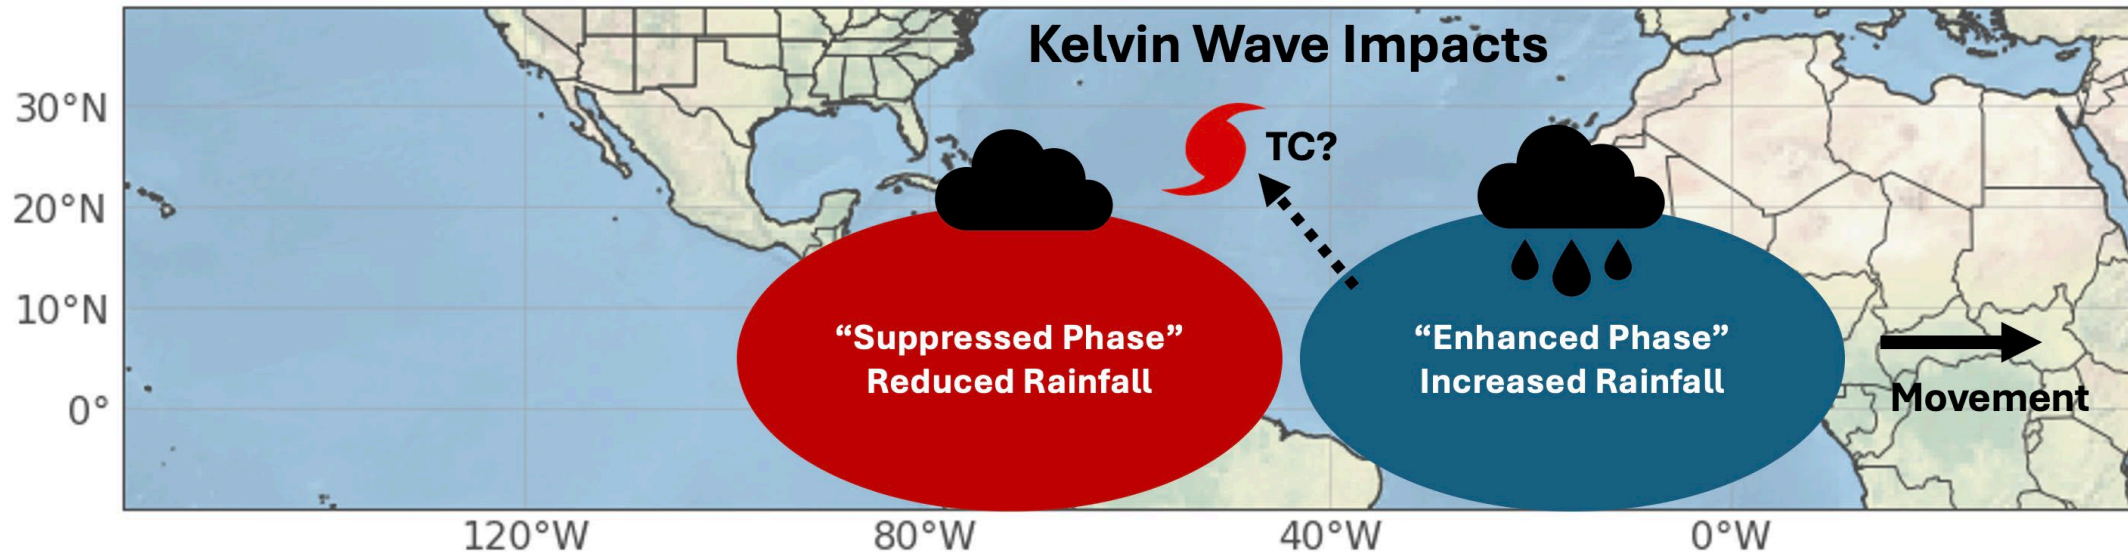 Kelvin Wave Impacts
30°N
TC?
20°N
10°N
“Suppressed Phase”
Reduced Rainfall
“Enhanced Phase”
Increased Rainfall
Movement
0°
120°W
80°W
40°W
0°W